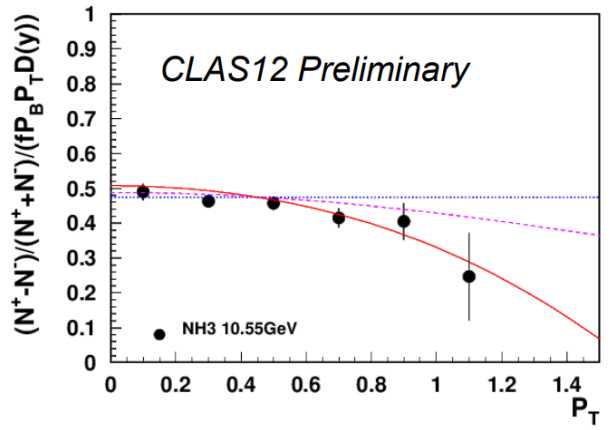 CLAS12 Preliminary
(N⁺-N⁻)/(N⁺+N⁻)/(fP_BP_TD(y))
1
0.9
0.8
0.7
0.6
0.5
0.4
0.3
0.2
0.1
0
NH3 10.55GeV
0 0.2 0.4 0.6 0.8 1 1.2 1.4
P_T